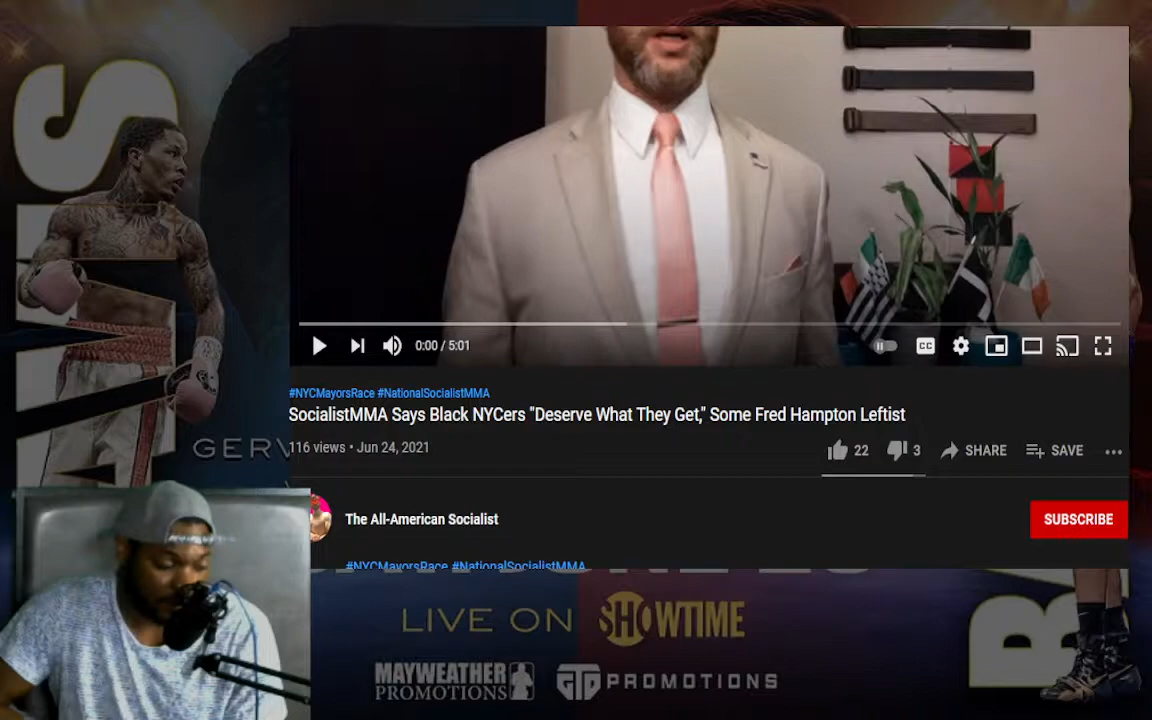 0:00 / 5:01
CC
#NYCMayorsRace #NationalSocialistMMA
SocialistMMA Says Black NYCers "Deserve What They Get," Some Fred Hampton Leftist
116 views • Jun 24, 2021
22
3
SHARE
SAVE
GERV
The All-American Socialist
SUBSCRIBE
#NYCMayorsRace #NationalSocialistMMA
LIVE ON SHOWTIME
MAYWEATHER
PROMOTIONS
GTD PROMOTIONS